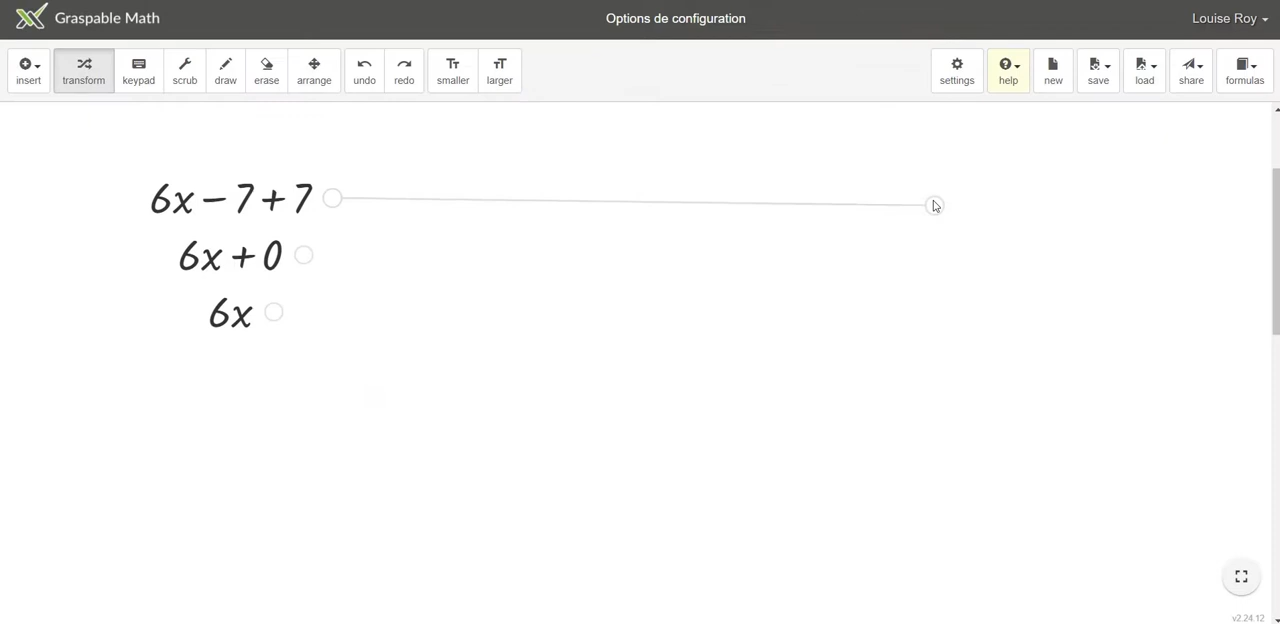 Graspable Math Options de configuration Louise Roy
insert transform keypad scrub draw erase arrange undo redo smaller larger settings help new save load share formulas
6x − 7 + 7
6x + 0
6x
v2.24.12